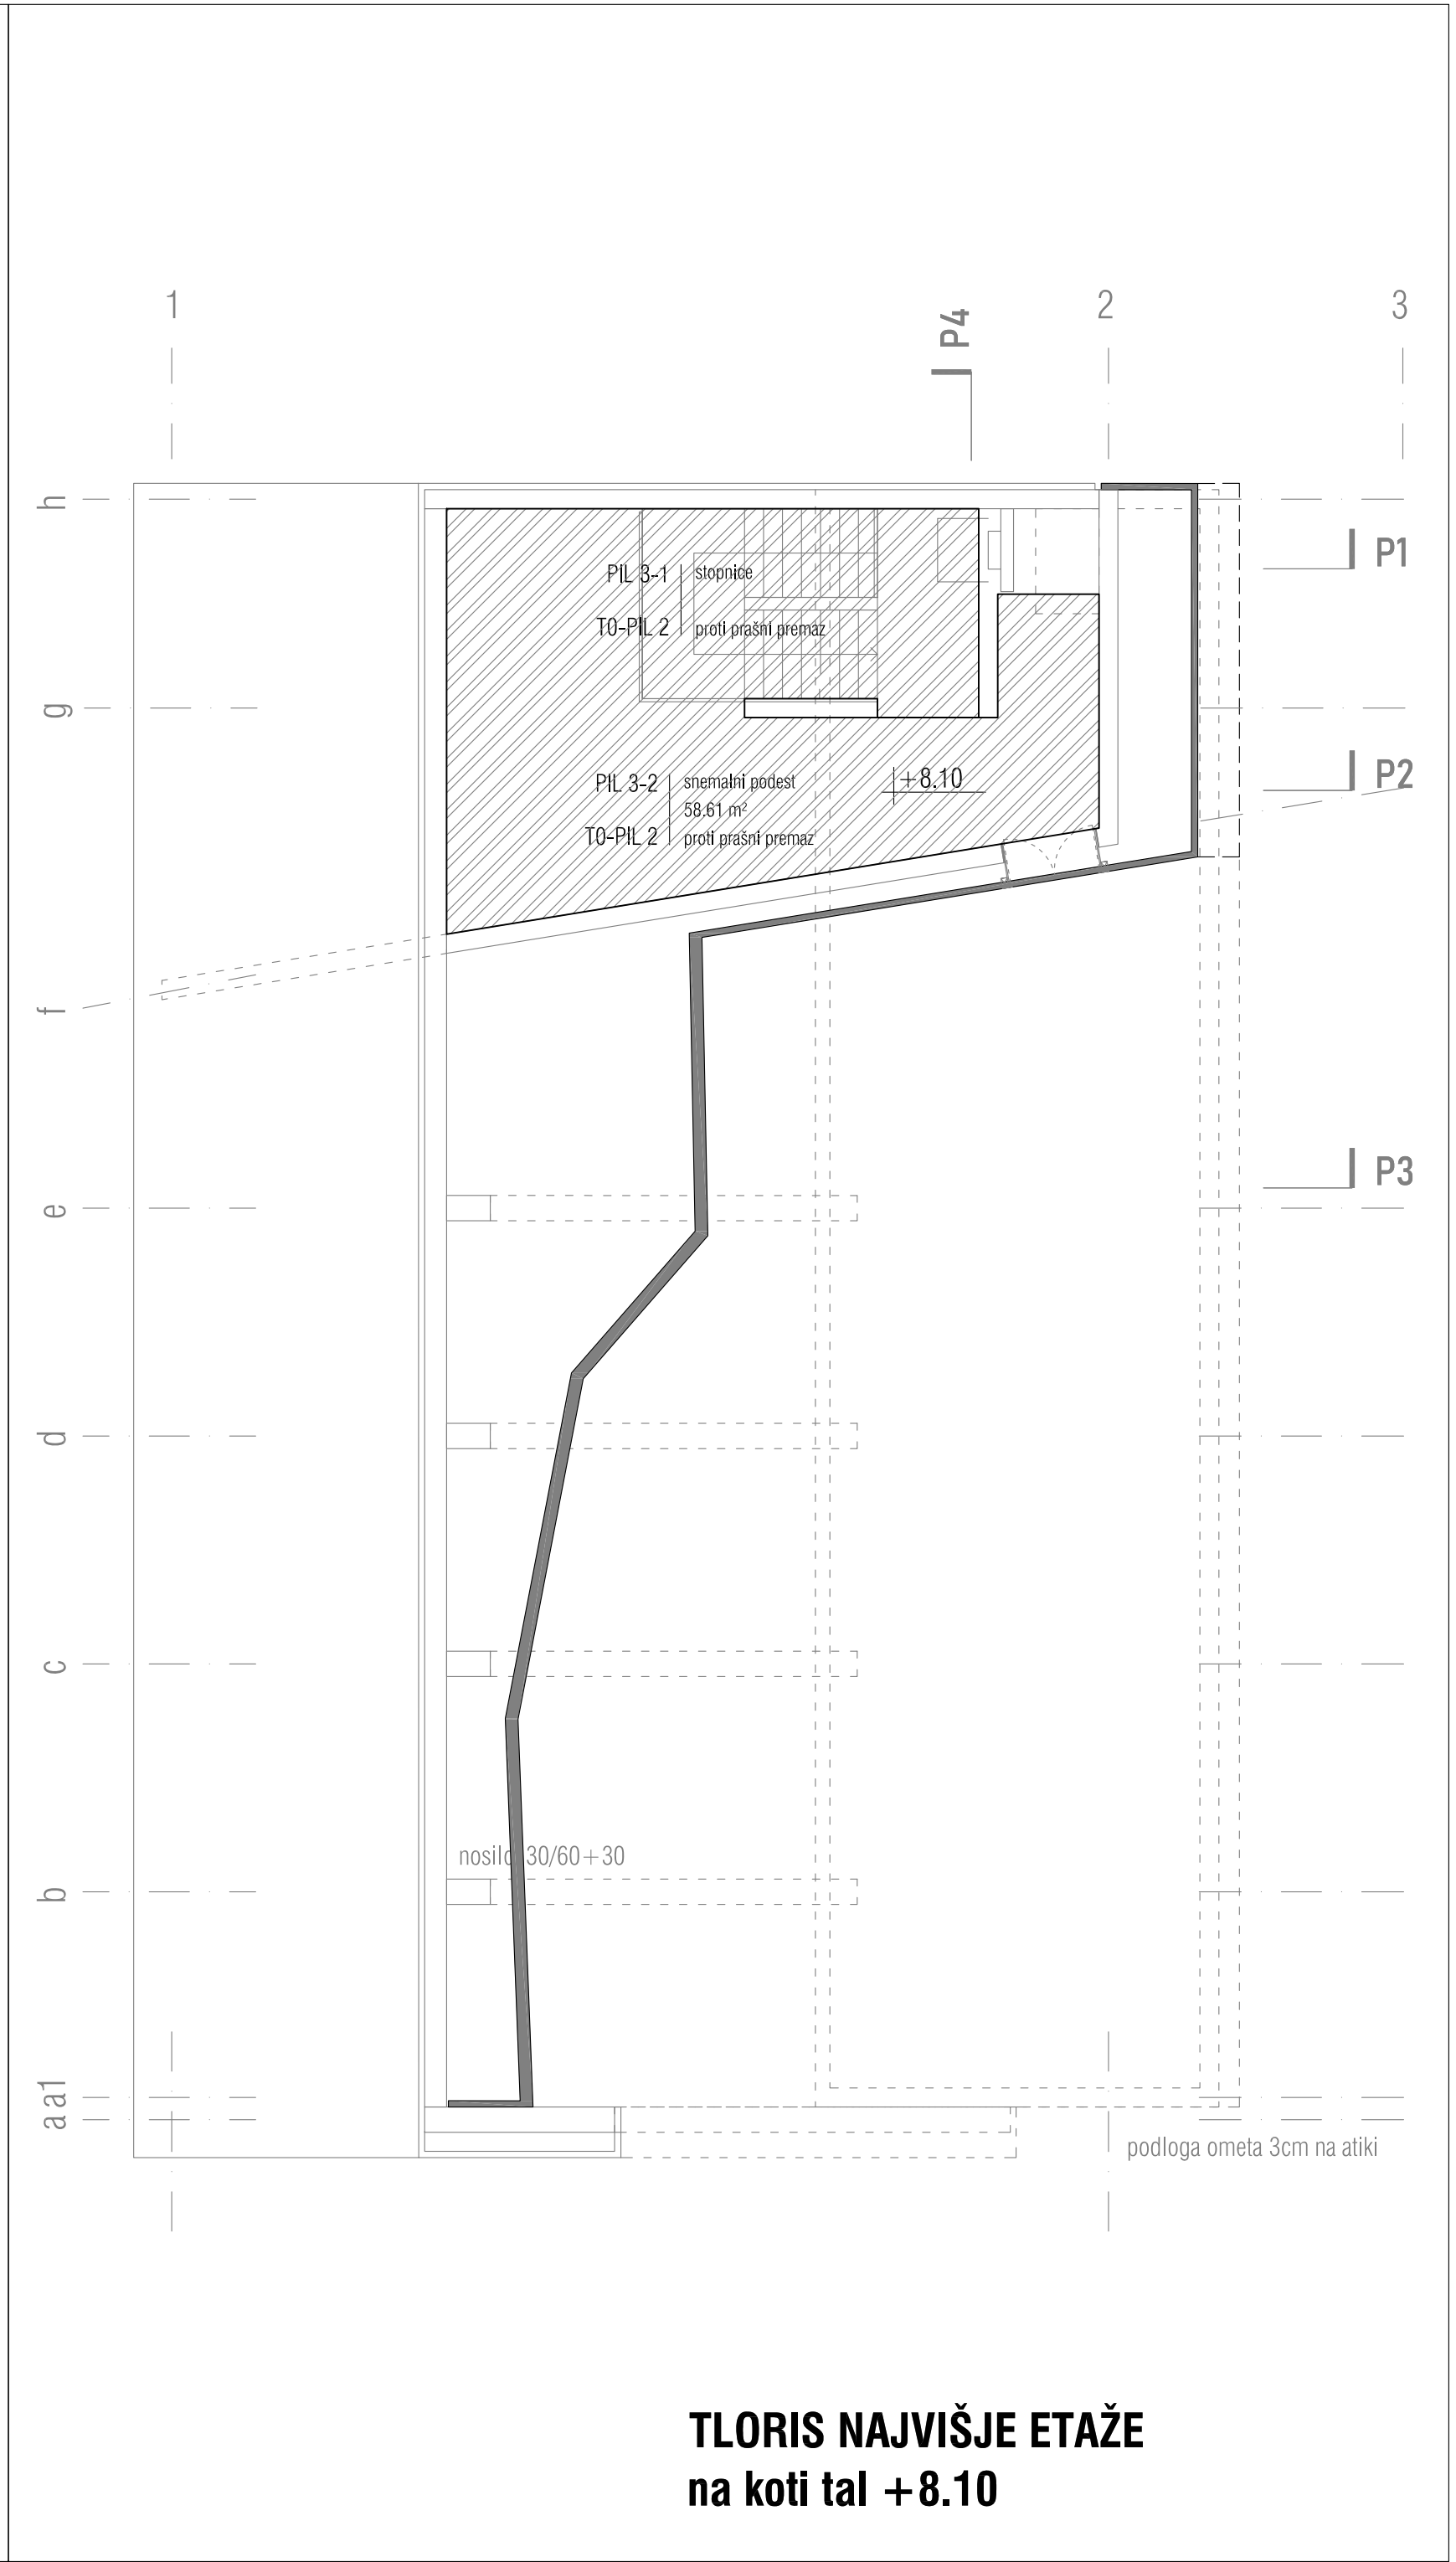 1
2
3
P4
h
P1
PIL 3-1 stopnice
T0-PIL 2 proti prašni premaz
g
P2
PIL 3-2 snemalni podest
58.61 m²
T0-PIL 2 proti prašni premaz
+8.10
f
P3
e
d
c
nosilc 30/60+30
b
a1
a
podloga ometa 3cm na atiki
TLORIS NAJVIŠJE ETAŽE
na koti tal +8.10